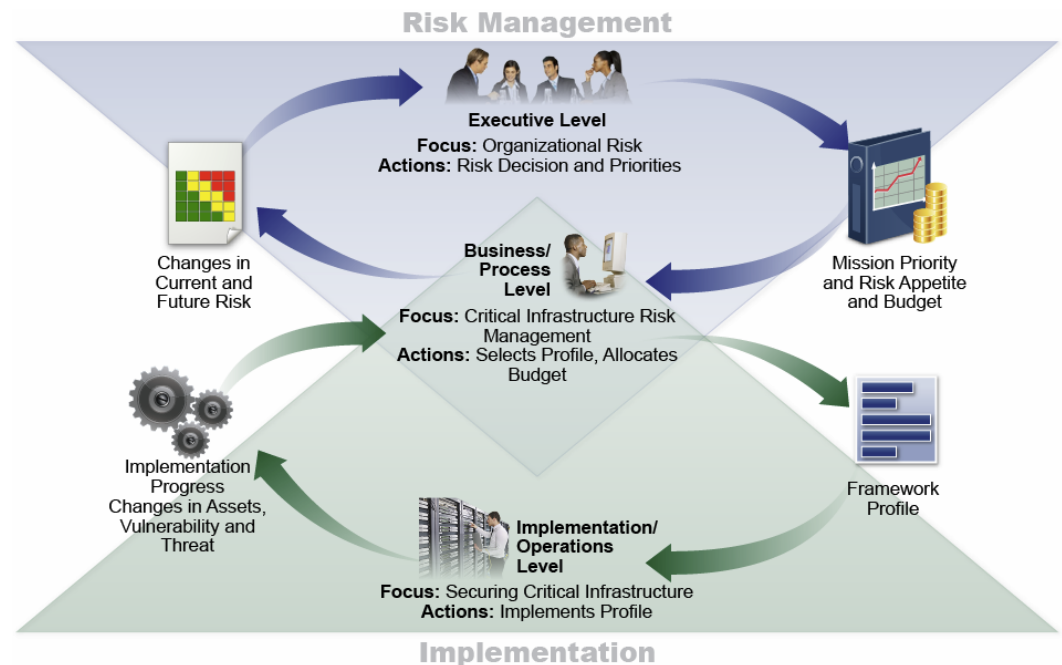 Risk Management
Executive Level
Focus: Organizational Risk
Actions: Risk Decision and Priorities
Changes in
Current and
Future Risk
Mission Priority
and Risk Appetite
and Budget
Business/
Process
Level
Focus: Critical Infrastructure Risk
Management
Actions: Selects Profile, Allocates
Budget
Implementation
Progress
Changes in Assets,
Vulnerability and
Threat
Framework
Profile
Implementation/
Operations
Level
Focus: Securing Critical Infrastructure
Actions: Implements Profile
Implementation